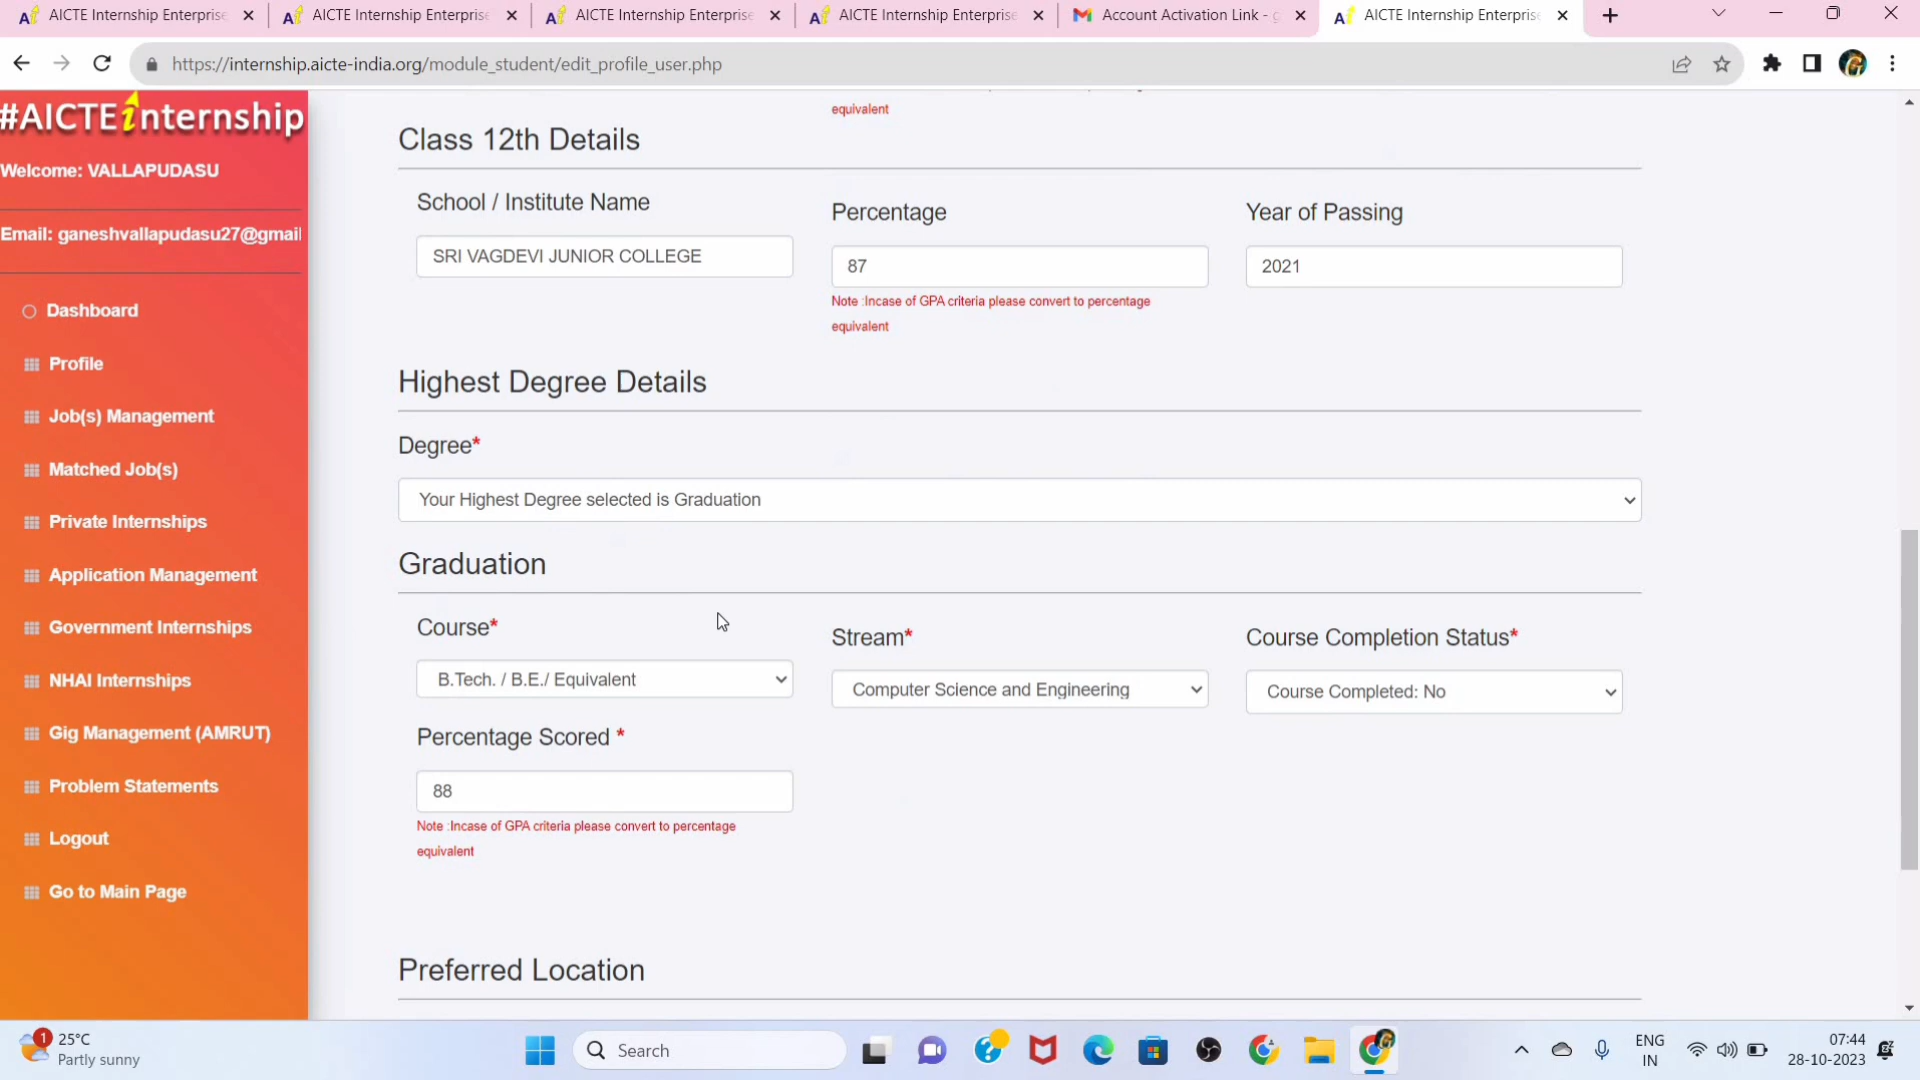 AICTE Internship Enterprise
AICTE Internship Enterprise
AICTE Internship Enterprise
AICTE Internship Enterprise
Account Activation Link - g
AICTE Internship Enterprise
https://internship.aicte-india.org/module_student/edit_profile_user.php
#AICTE internship
Welcome: VALLAPUDASU
Email: ganeshvallapudasu27@gmail
Dashboard
Profile
Job(s) Management
Matched Job(s)
Private Internships
Application Management
Government Internships
NHAI Internships
Gig Management (AMRUT)
Problem Statements
Logout
Go to Main Page
equivalent
Class 12th Details
School / Institute Name
Percentage
Year of Passing
SRI VAGDEVI JUNIOR COLLEGE
87
2021
Note :Incase of GPA criteria please convert to percentage
equivalent
Highest Degree Details
Degree*
Your Highest Degree selected is Graduation
Graduation
Course*
Stream*
Course Completion Status*
B.Tech. / B.E./ Equivalent
Computer Science and Engineering
Course Completed: No
Percentage Scored *
88
Note :Incase of GPA criteria please convert to percentage
equivalent
Preferred Location
1
25°C
Partly sunny
Search
ENG
IN
07:44
28-10-2023